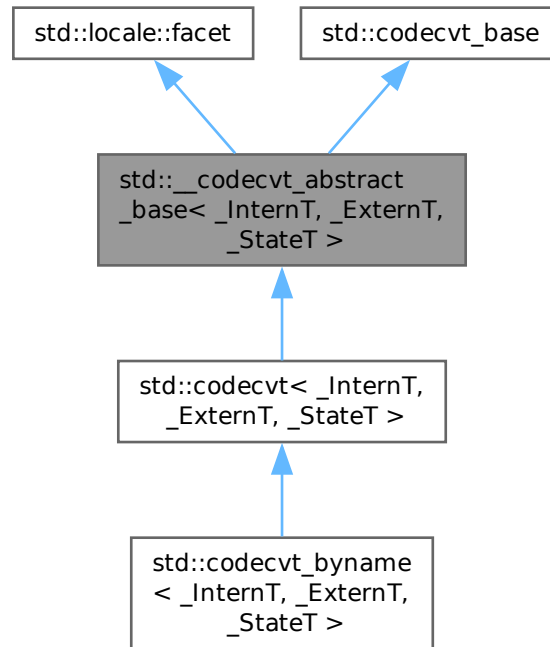 std::locale::facet
std::codecvt_base
std::__codecvt_abstract
_base< _InternT, _ExternT,
_StateT >
std::codecvt< _InternT,
_ExternT, _StateT >
std::codecvt_byname
< _InternT, _ExternT,
_StateT >